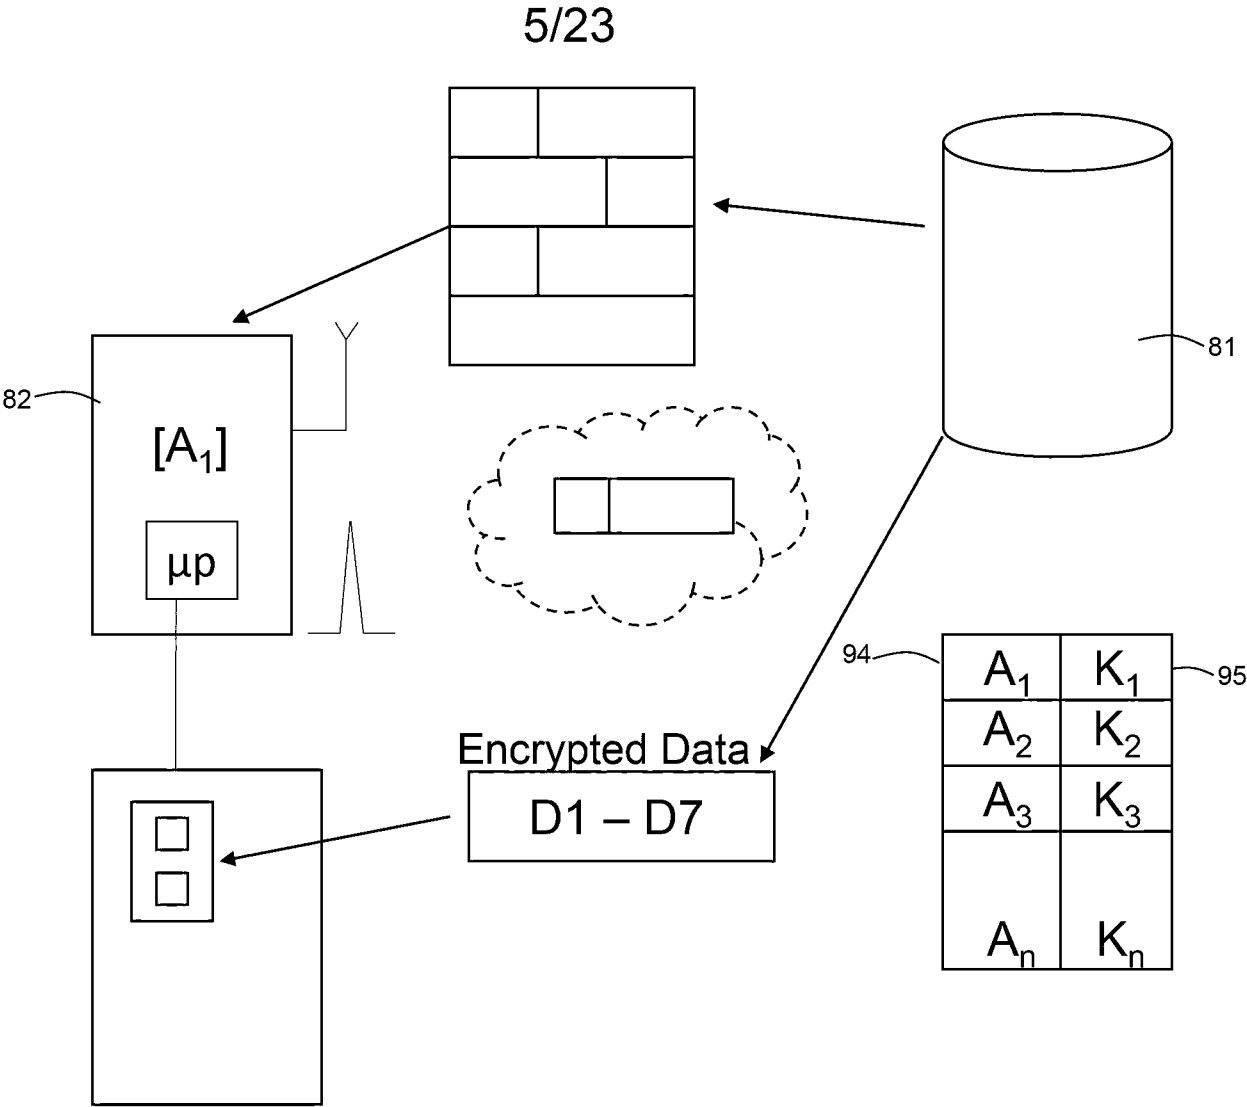 5/23
81
82
[A₁]
µp
94
A₁ K₁
95
A₂ K₂
A₃ K₃
Aₙ Kₙ
Encrypted Data
D1 – D7